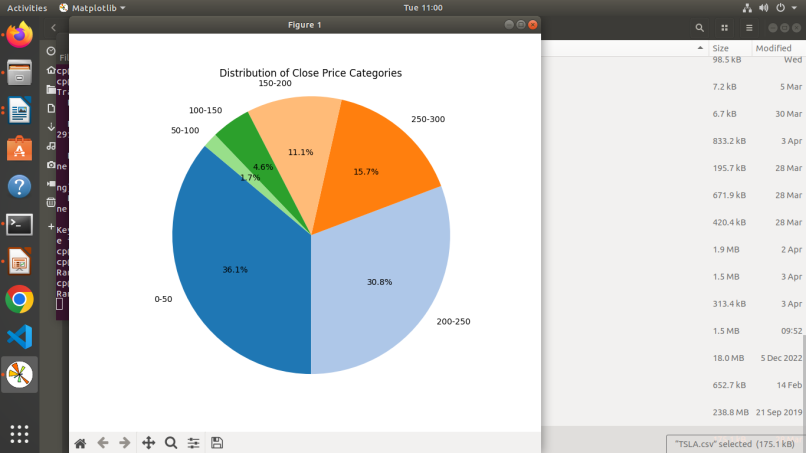 Activities
Matplotlib
Tue 11:00
Figure 1
Fil
Size
Modified
Distribution of Close Price Categories
150-200
100-150
50-100
250-300
11.1%
4.6%
1.7%
15.7%
36.1%
30.8%
0-50
200-250
98.5 kB Wed
7.2 kB 5 Mar
6.7 kB 30 Mar
833.2 kB 3 Apr
195.7 kB 28 Mar
671.9 kB 28 Mar
420.4 kB 28 Mar
1.9 MB 2 Apr
1.5 MB 3 Apr
313.4 kB 3 Apr
1.5 MB 09:52
18.0 MB 5 Dec 2022
652.7 kB 14 Feb
238.8 MB 21 Sep 2019
"TSLA.csv" selected (175.1 kB)